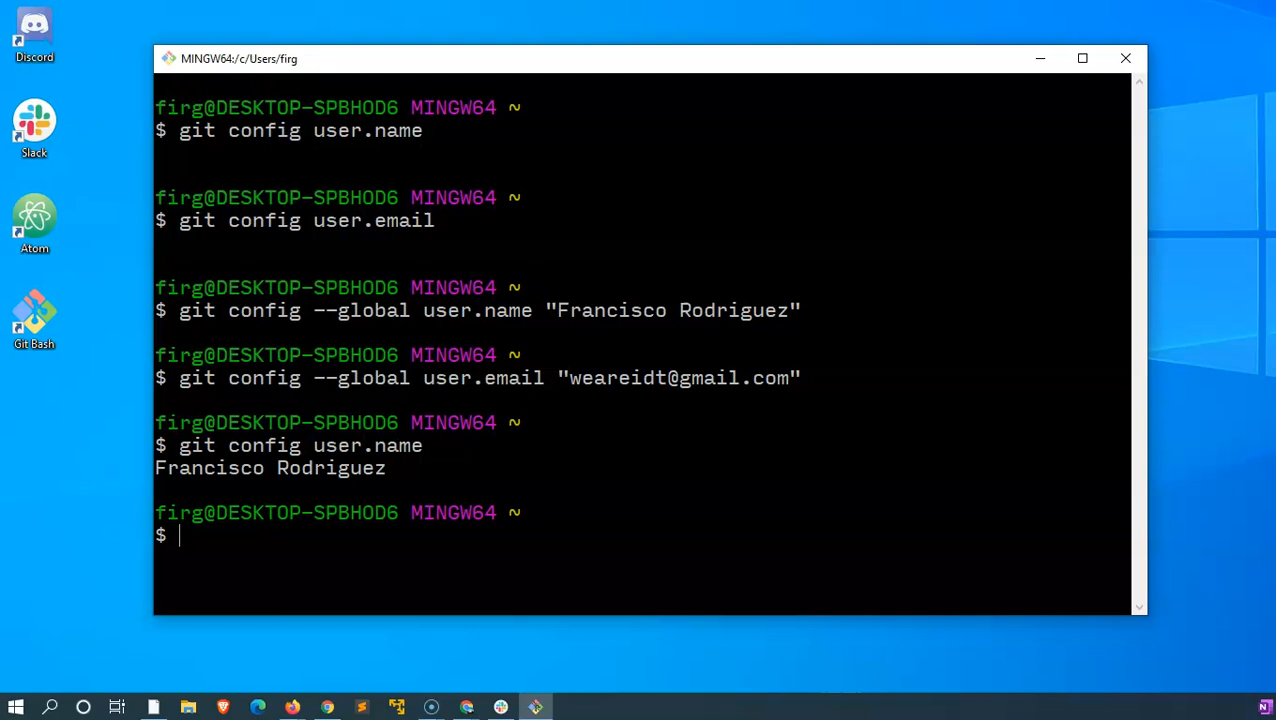 Discord
Slack
Atom
Git Bash
MINGW64:/c/Users/firg
firg@DESKTOP-SPBHOD6 MINGW64 ~
$ git config user.name
firg@DESKTOP-SPBHOD6 MINGW64 ~
$ git config user.email
firg@DESKTOP-SPBHOD6 MINGW64 ~
$ git config --global user.name "Francisco Rodriguez"
firg@DESKTOP-SPBHOD6 MINGW64 ~
$ git config --global user.email "weareidt@gmail.com"
firg@DESKTOP-SPBHOD6 MINGW64 ~
$ git config user.name
Francisco Rodriguez
firg@DESKTOP-SPBHOD6 MINGW64 ~
$